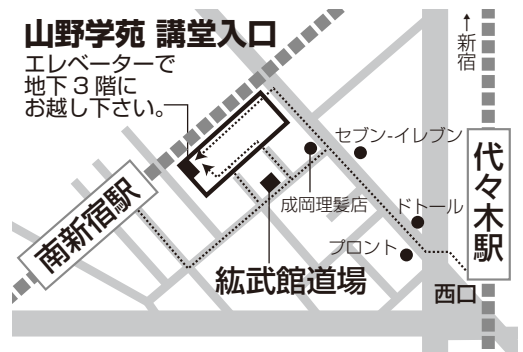 山野学苑 講堂入口
エレベーターで
地下3階に
お越し下さい。
↑新宿
セブン-イレブン
代々木駅
成岡理髪店
ドトール
南新宿駅
プロント
紘武館道場
西口